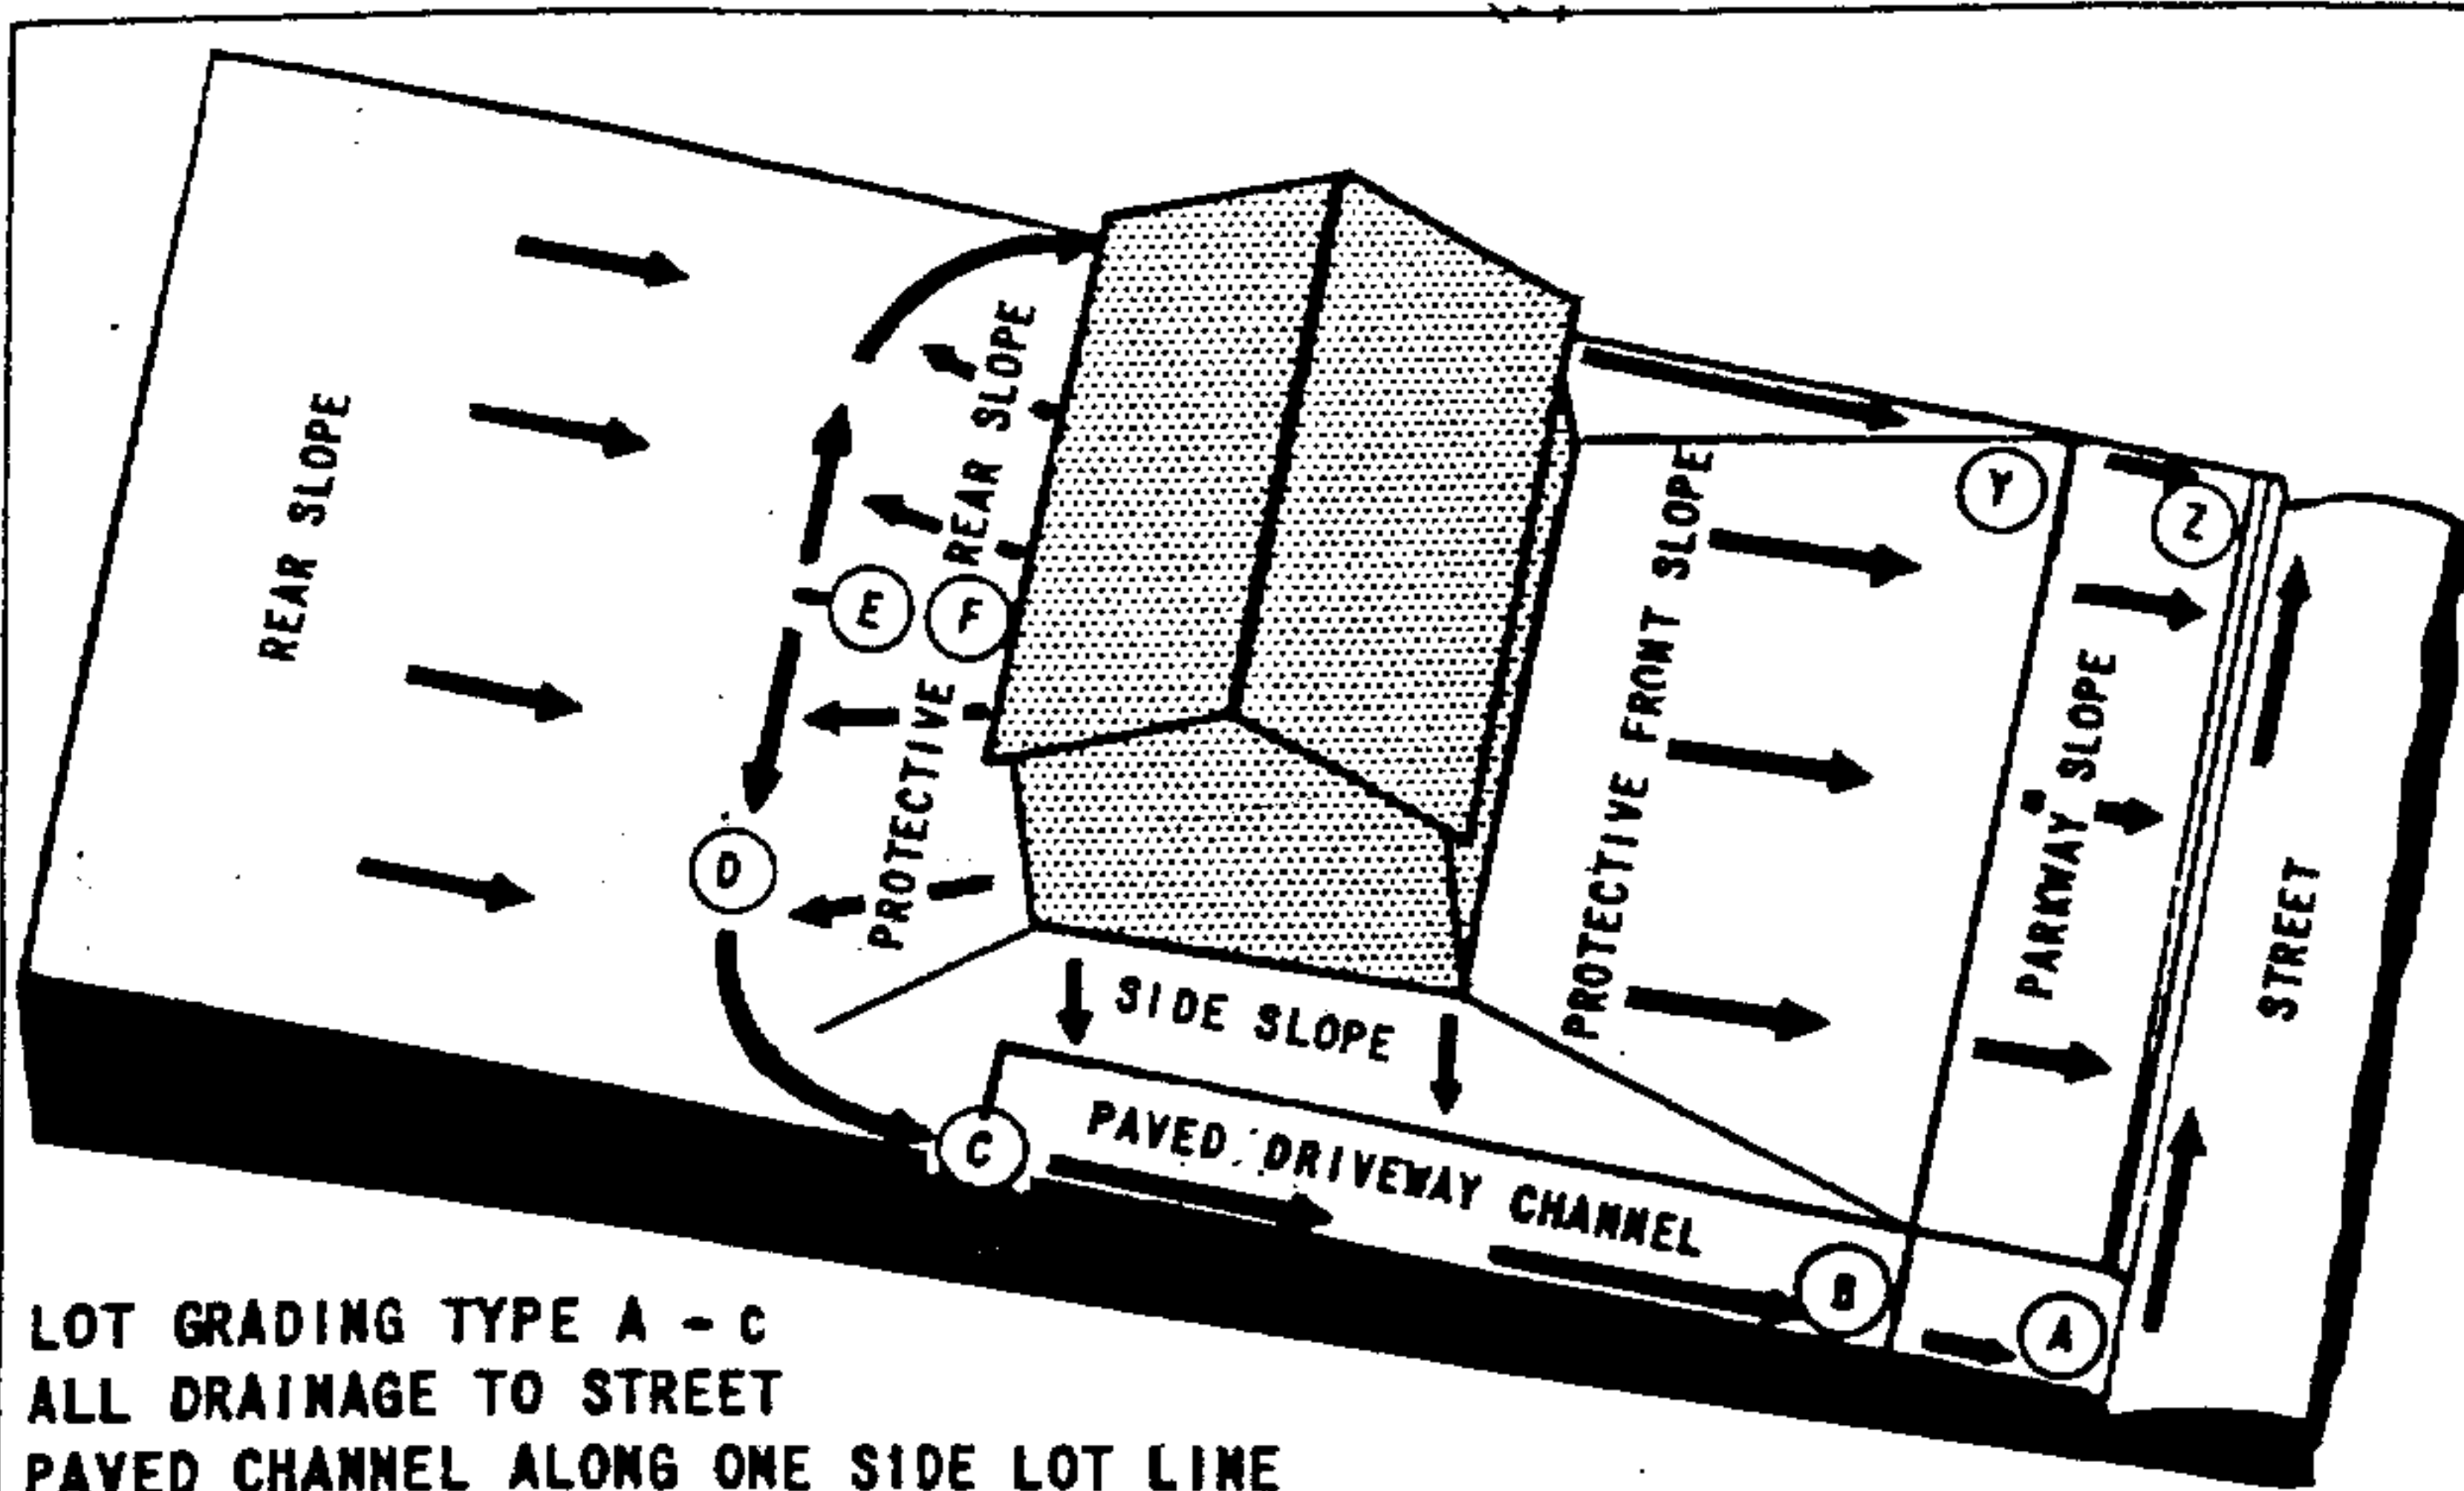 REAR SLOPE
PROTECTIVE REAR SLOPE
E
F
D
C
SIDE SLOPE
PAVED DRIVEWAY CHANNEL
B
A
PROTECTIVE FRONT SLOPE
Y
Z
PARKWAY SLOPE
STREET
LOT GRADING TYPE A - c
ALL DRAINAGE TO STREET
PAVED CHANNEL ALONG ONE SIDE LOT LINE